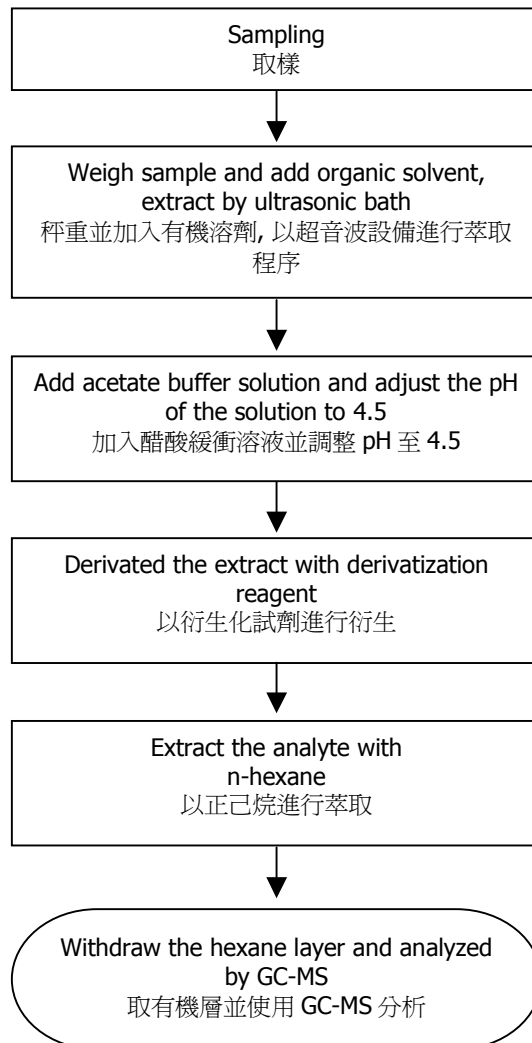 Sampling
取樣
Weigh sample and add organic solvent,
extract by ultrasonic bath
秤重並加入有機溶劑, 以超音波設備進行萃取
程序
Add acetate buffer solution and adjust the pH
of the solution to 4.5
加入醋酸緩衝溶液並調整 pH 至 4.5
Derivated the extract with derivatization
reagent
以衍生化試劑進行衍生
Extract the analyte with
n-hexane
以正己烷進行萃取
Withdraw the hexane layer and analyzed
by GC-MS
取有機層並使用 GC-MS 分析